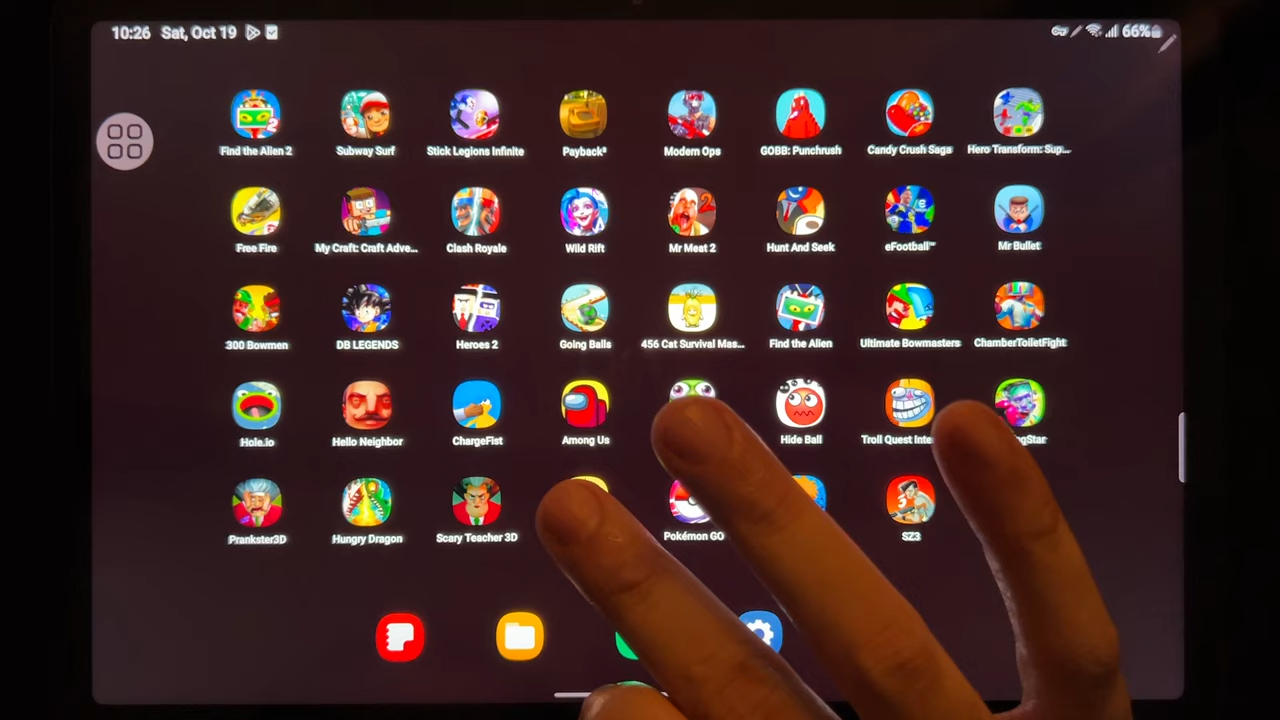 10:26 Sat, Oct 19
66%
Find the Alien 2 Subway Surf Stick Legions Infinite Payback² Modern Ops GOBB: Punchrush Candy Crush Saga Hero Transform: Sup...
Free Fire My Craft: Craft Adve... Clash Royale Wild Rift Mr Meat 2 Hunt And Seek eFootball™ Mr Bullet
300 Bowmen DB LEGENDS Heroes 2 Going Balls 456 Cat Survival Mas... Find the Alien Ultimate Bowmasters ChamberToiletFight
Hole.io Hello Neighbor ChargeFist Among Us Hide Ball Troll Quest
Prankster3D Hungry Dragon Scary Teacher 3D Pokémon GO SZ3